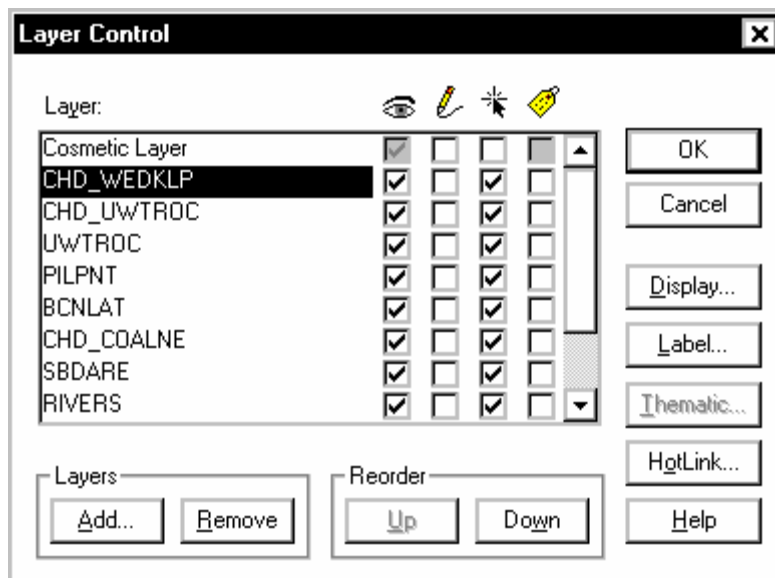 Layer Control
Layer:
Cosmetic Layer
CHD_WEDKLP
CHD_UWTROC
UWTROC
PILPNT
BCNLAT
CHD_COALNE
SBDARE
RIVERS
OK
Cancel
Display...
Label...
Thematic...
HotLink...
Help
Layers
Add...
Remove
Reorder
Up
Down